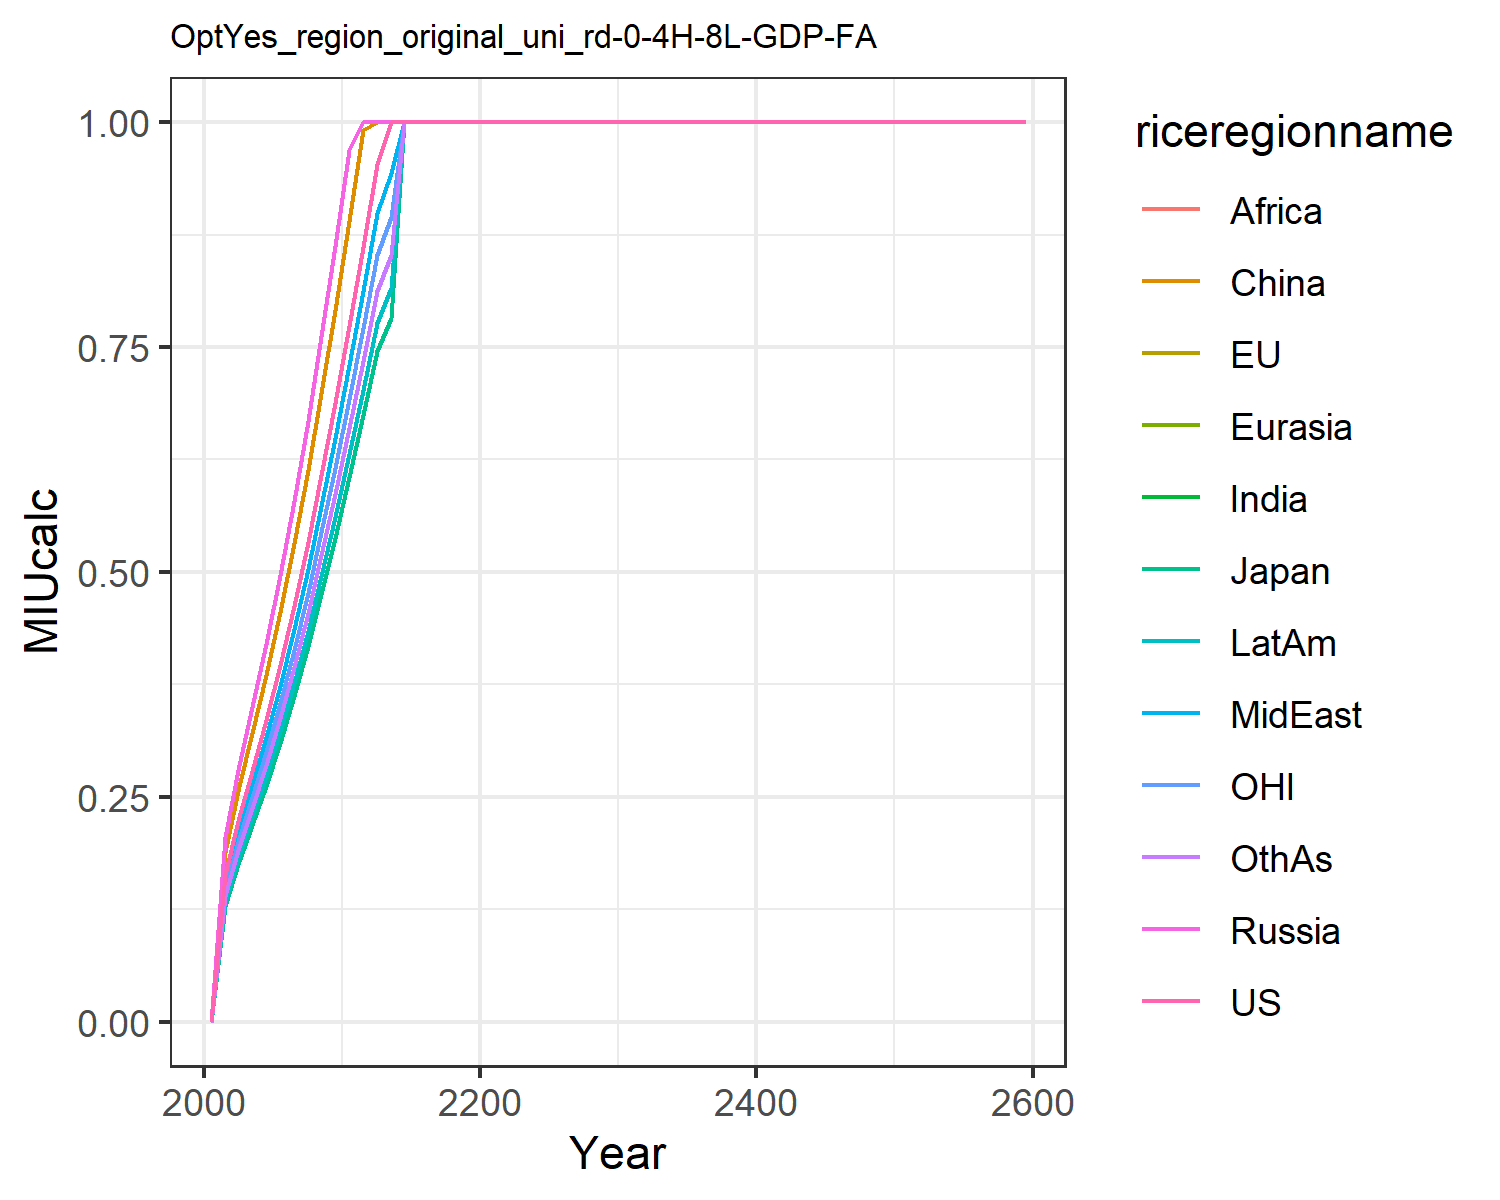 OptYes_region_original_uni_rd-0-4H-8L-GDP-FA
1.00
0.75
0.50
0.25
0.00
MIUcalc
2000
2200
2400
2600
Year
riceregionname
Africa
China
EU
Eurasia
India
Japan
LatAm
MidEast
OHI
OthAs
Russia
US